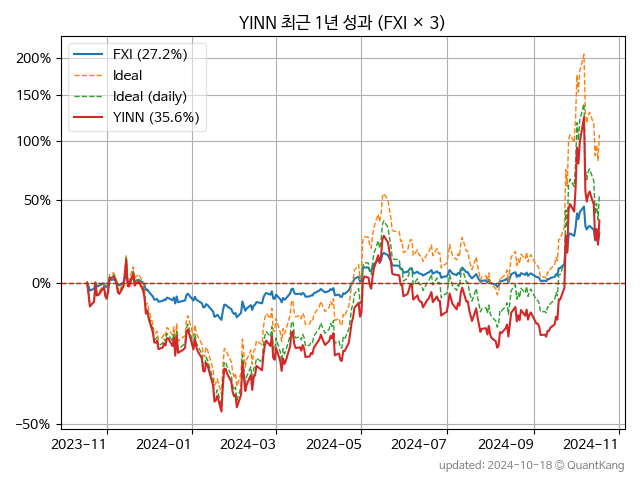 YINN 최근 1년 성과 (FXI × 3)
FXI (27.2%)
Ideal
Ideal (daily)
YINN (35.6%)
200%
150%
100%
50%
0%
−50%
2023-11
2024-01
2024-03
2024-05
2024-07
2024-09
2024-11
updated: 2024-10-18 © QuantKang